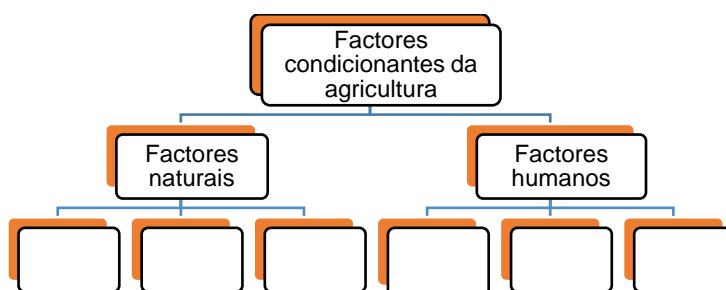 Factores
condicionantes da
agricultura
Factores
naturais
Factores
humanos